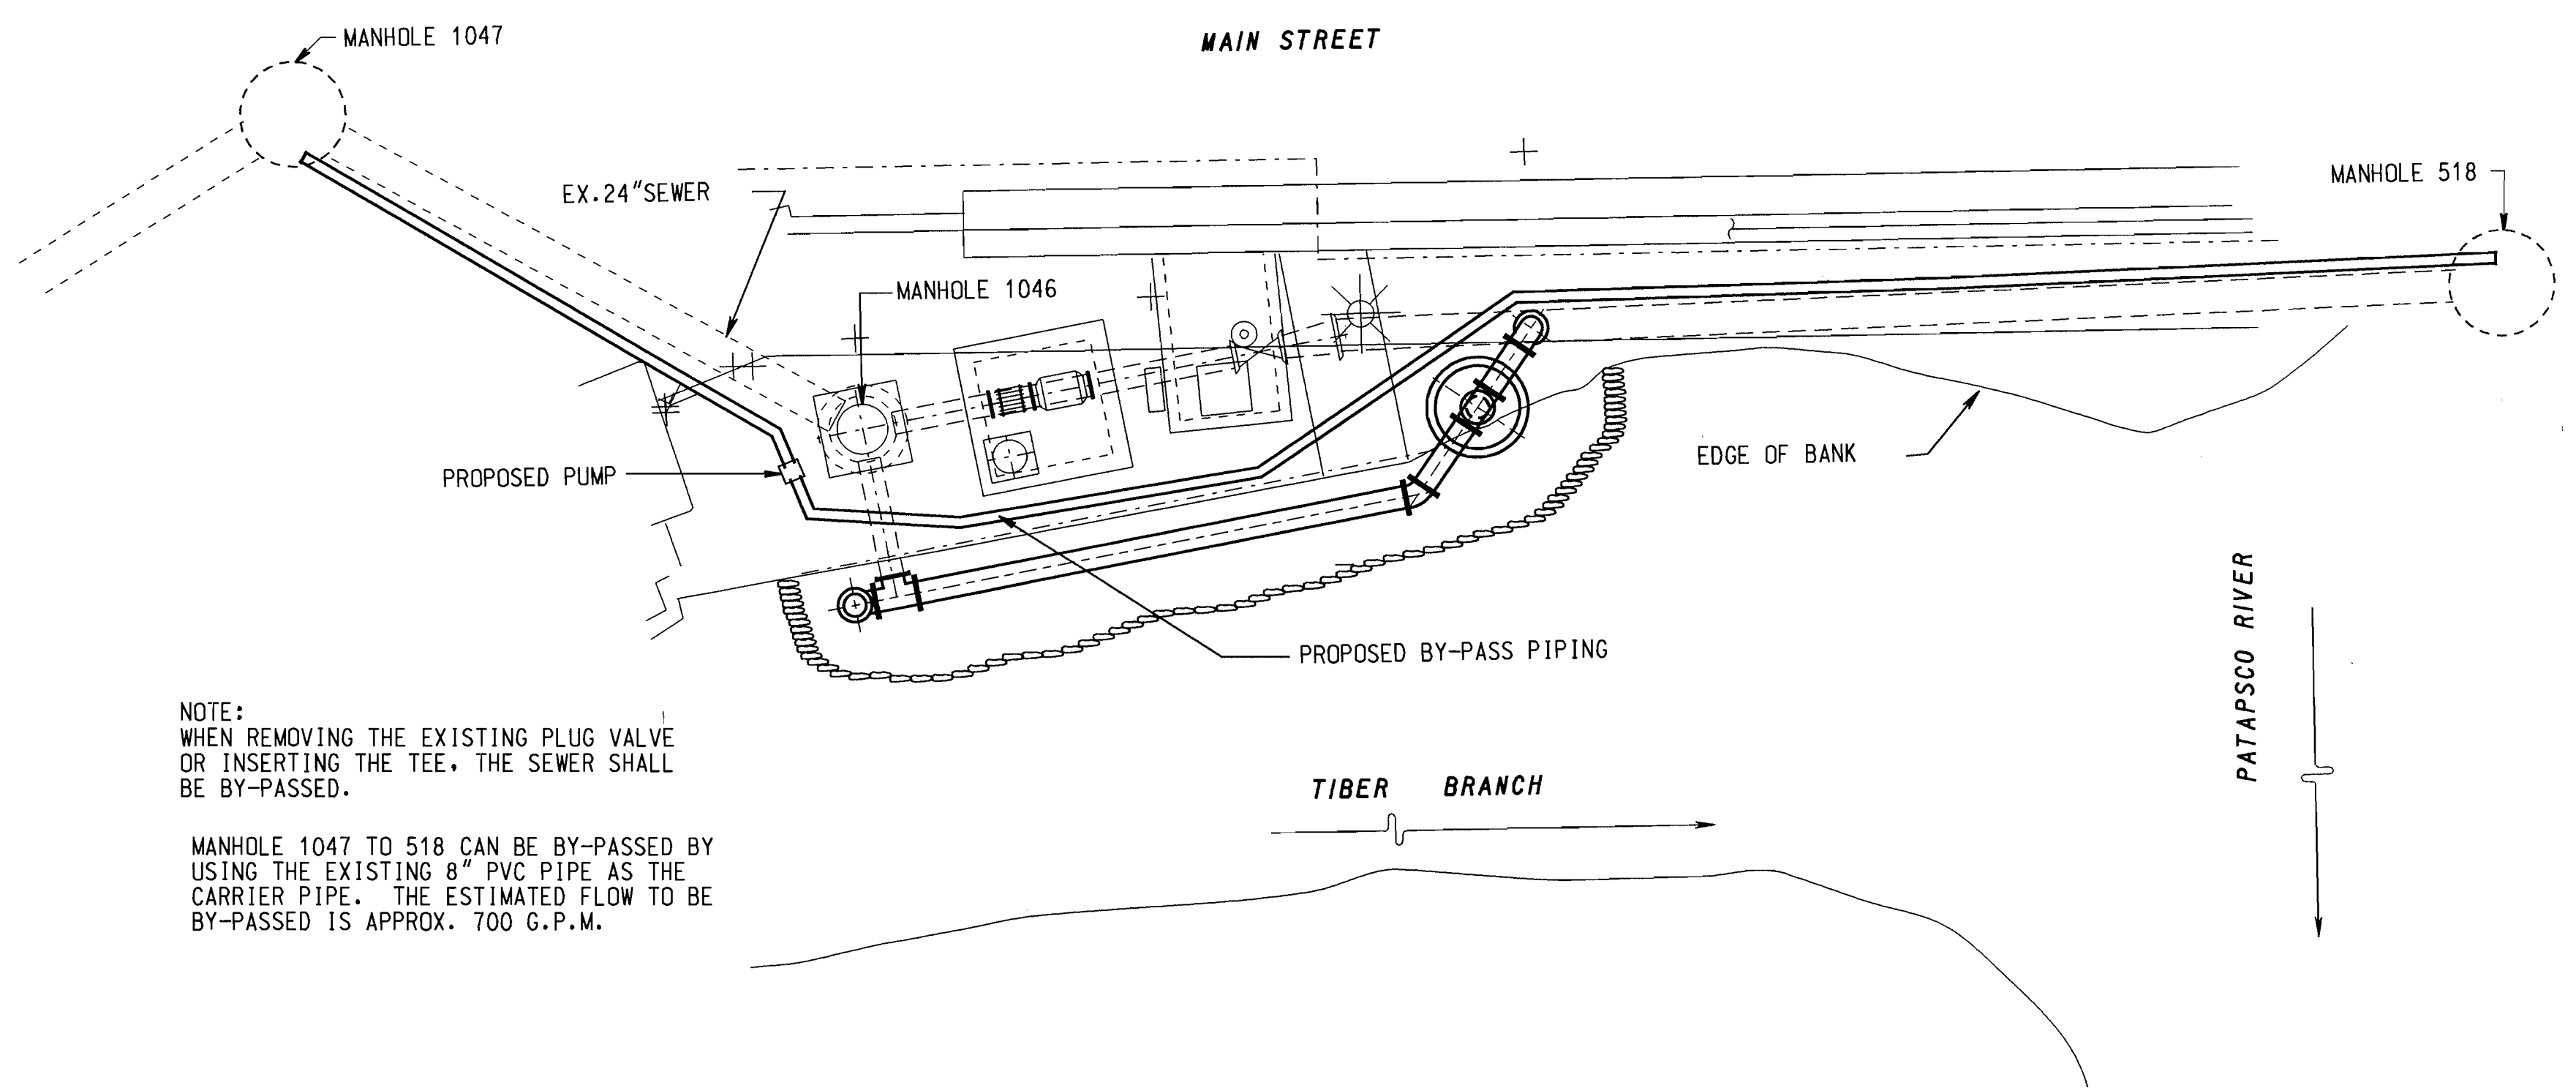 MANHOLE 1047
MAIN STREET
EX.24"SEWER
MANHOLE 518
MANHOLE 1046
PROPOSED PUMP
EDGE OF BANK
PROPOSED BY-PASS PIPING
PATAPSCO RIVER
NOTE:
WHEN REMOVING THE EXISTING PLUG VALVE
OR INSERTING THE TEE, THE SEWER SHALL
BE BY-PASSED.
TIBER BRANCH
MANHOLE 1047 TO 518 CAN BE BY-PASSED BY
USING THE EXISTING 8" PVC PIPE AS THE
CARRIER PIPE. THE ESTIMATED FLOW TO BE
BY-PASSED IS APPROX. 700 G.P.M.